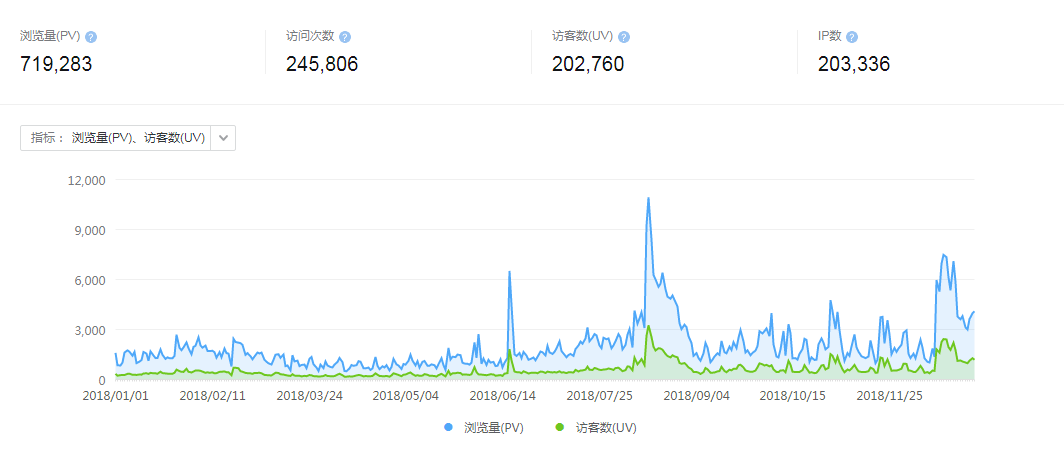 浏览量(PV) ? 访问次数 ? 访客数(UV) ? IP数 ?
719,283 245,806 202,760 203,336
指标： 浏览量(PV)、访客数(UV)
12,000
9,000
6,000
3,000
0
2018/01/01 2018/02/11 2018/03/24 2018/05/04 2018/06/14 2018/07/25 2018/09/04 2018/10/15 2018/11/25
浏览量(PV) 访客数(UV)